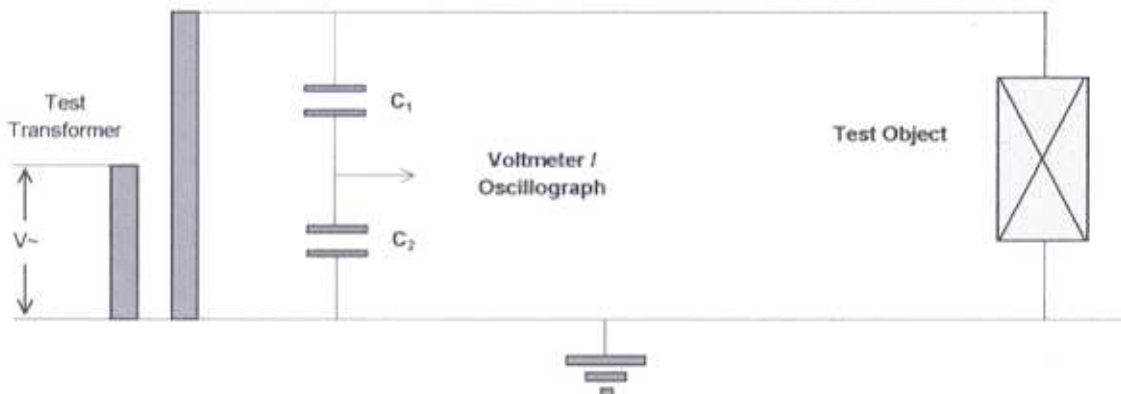 Test
Transformer
C₁
Test Object
Voltmeter /
Oscillograph
V~
C₂